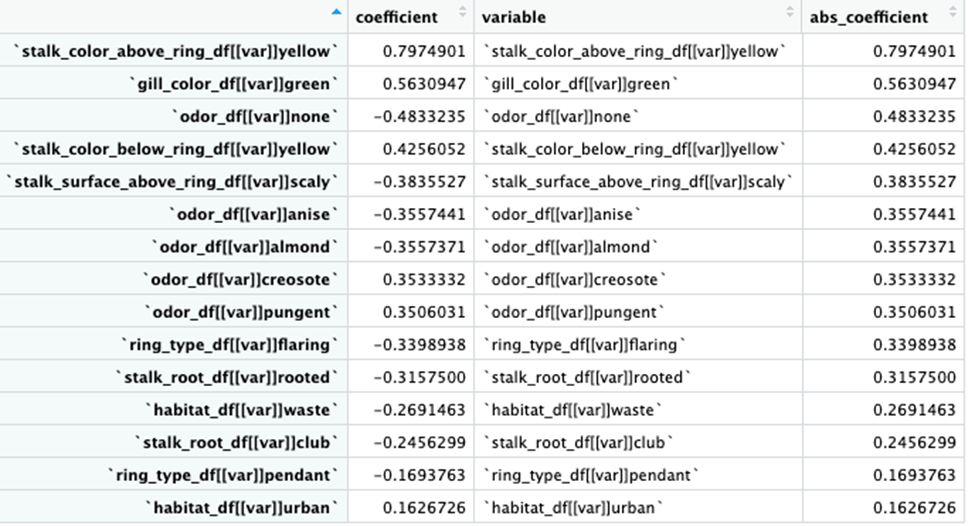 coefficient variable abs_coefficient
`stalk_color_above_ring_df[[var]]yellow` 0.7974901 `stalk_color_above_ring_df[[var]]yellow` 0.7974901
`gill_color_df[[var]]green` 0.5630947 `gill_color_df[[var]]green` 0.5630947
`odor_df[[var]]none` −0.4833235 `odor_df[[var]]none` 0.4833235
`stalk_color_below_ring_df[[var]]yellow` 0.4256052 `stalk_color_below_ring_df[[var]]yellow` 0.4256052
`stalk_surface_above_ring_df[[var]]scaly` −0.3835527 `stalk_surface_above_ring_df[[var]]scaly` 0.3835527
`odor_df[[var]]anise` −0.3557441 `odor_df[[var]]anise` 0.3557441
`odor_df[[var]]almond` −0.3557371 `odor_df[[var]]almond` 0.3557371
`odor_df[[var]]creosote` 0.3533332 `odor_df[[var]]creosote` 0.3533332
`odor_df[[var]]pungent` 0.3506031 `odor_df[[var]]pungent` 0.3506031
`ring_type_df[[var]]flaring` −0.3398938 `ring_type_df[[var]]flaring` 0.3398938
`stalk_root_df[[var]]rooted` −0.3157500 `stalk_root_df[[var]]rooted` 0.3157500
`habitat_df[[var]]waste` −0.2691463 `habitat_df[[var]]waste` 0.2691463
`stalk_root_df[[var]]club` −0.2456299 `stalk_root_df[[var]]club` 0.2456299
`ring_type_df[[var]]pendant` −0.1693763 `ring_type_df[[var]]pendant` 0.1693763
`habitat_df[[var]]urban` 0.1626726 `habitat_df[[var]]urban` 0.1626726